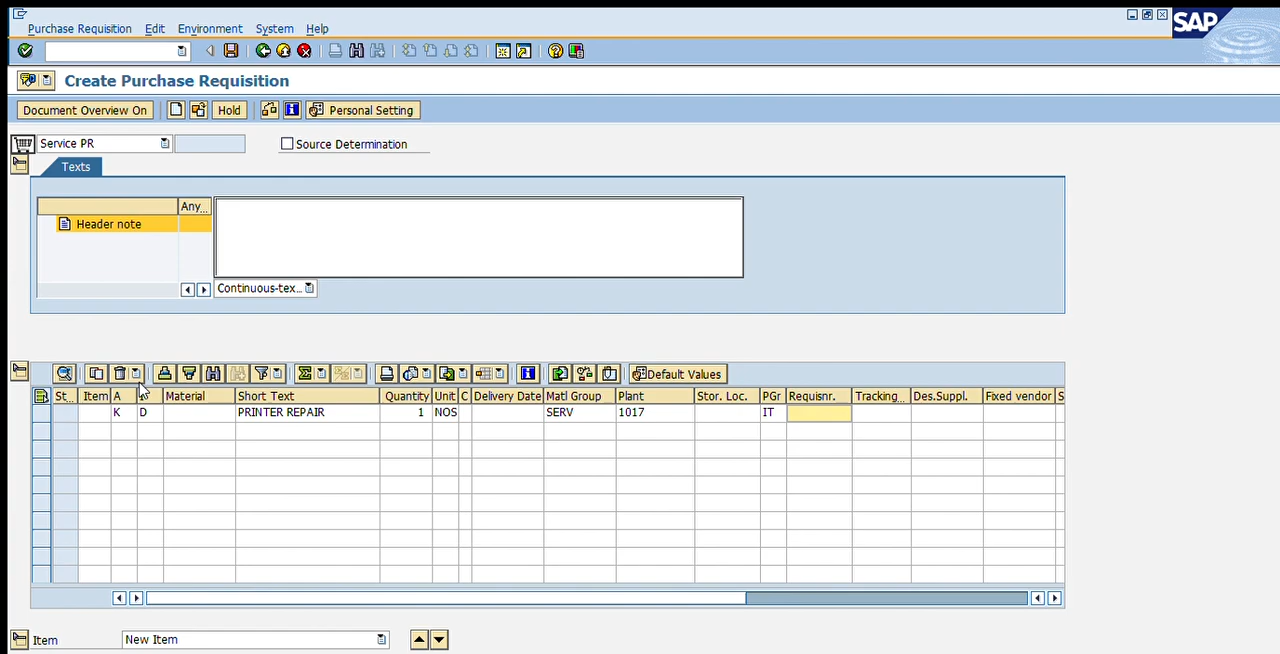 Purchase Requisition Edit Environment System Help
SAP
Create Purchase Requisition
Document Overview On Hold Personal Setting
Service PR Source Determination
Texts
Any...
Header note
Continuous-tex...
Default Values
St... Item A Material Short Text Quantity Unit C Delivery Date Matl Group Plant Stor. Loc. PGr Requisnr. Tracking... Des.Suppl. Fixed vendor S
K D PRINTER REPAIR 1 NOS SERV 1017 IT
Item New Item